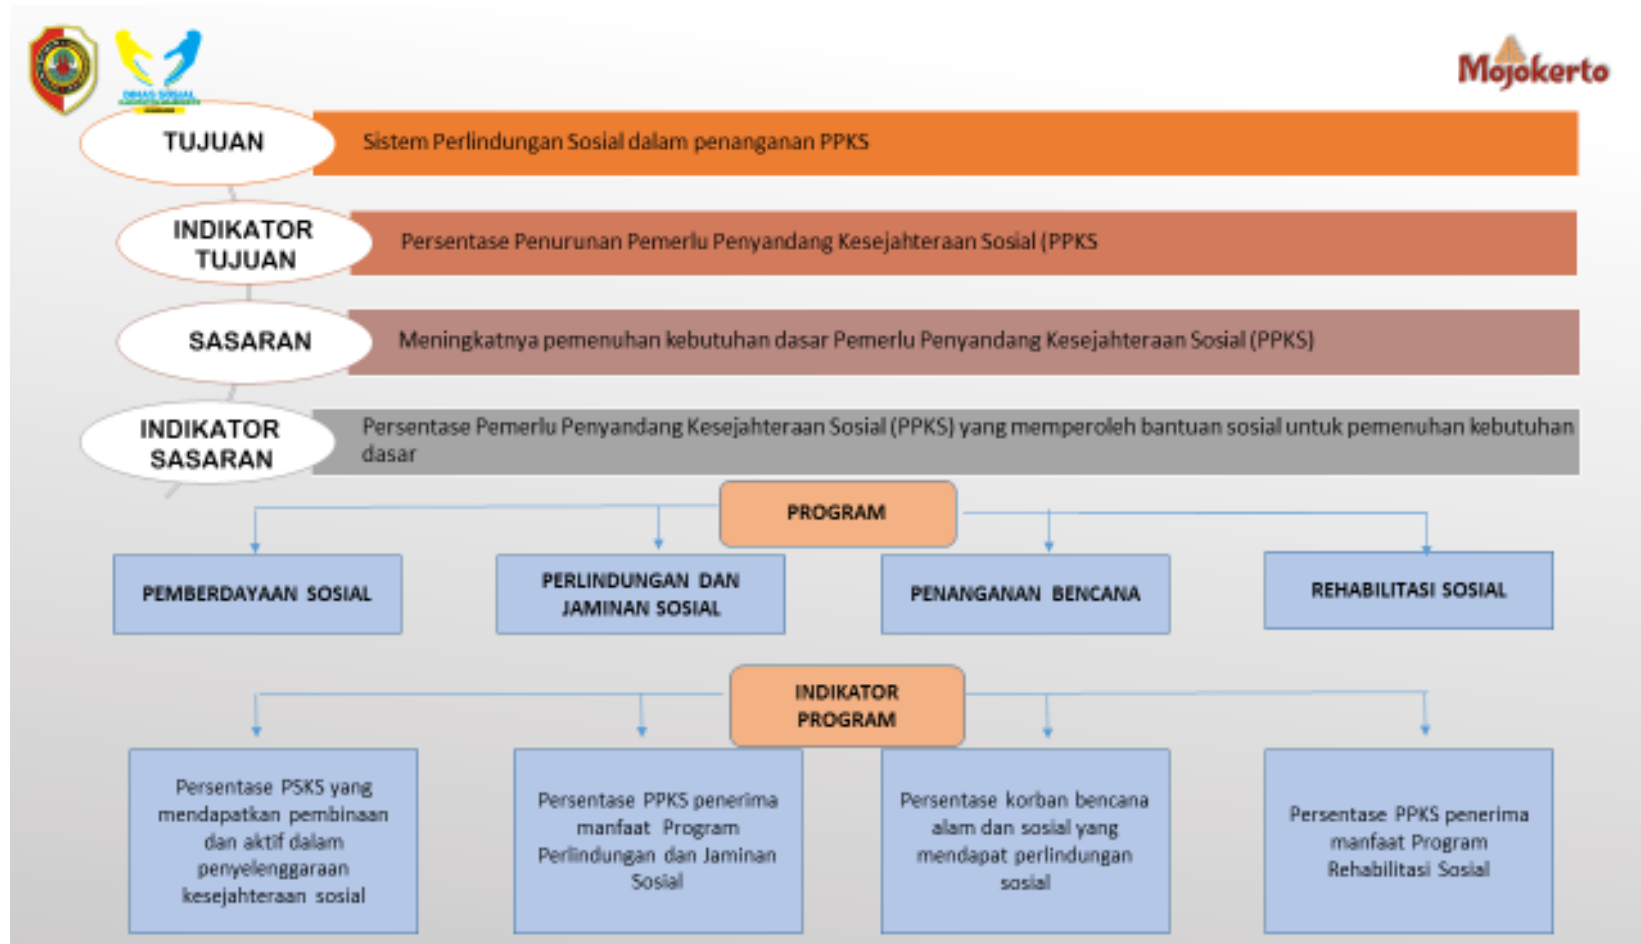 DINAS SOSIAL
Mojokerto
TUJUAN
Sistem Perlindungan Sosial dalam penanganan PPKS
INDIKATOR
TUJUAN
Persentase Penurunan Pemerlu Penyandang Kesejahteraan Sosial (PPKS
SASARAN
Meningkatnya pemenuhan kebutuhan dasar Pemerlu Penyandang Kesejahteraan Sosial (PPKS)
INDIKATOR
SASARAN
Persentase Pemerlu Penyandang Kesejahteraan Sosial (PPKS) yang memperoleh bantuan sosial untuk pemenuhan kebutuhan
dasar
PROGRAM
PEMBERDAYAAN SOSIAL
PERLINDUNGAN DAN
JAMINAN SOSIAL
PENANGANAN BENCANA
REHABILITASI SOSIAL
INDIKATOR
PROGRAM
Persentase PSKS yang
mendapatkan pembinaan
dan aktif dalam
penyelenggaraan
kesejahteraan sosial
Persentase PPKS penerima
manfaat Program
Perlindungan dan Jaminan
Sosial
Persentase korban bencana
alam dan sosial yang
mendapat perlindungan
sosial
Persentase PPKS penerima
manfaat Program
Rehabilitasi Sosial